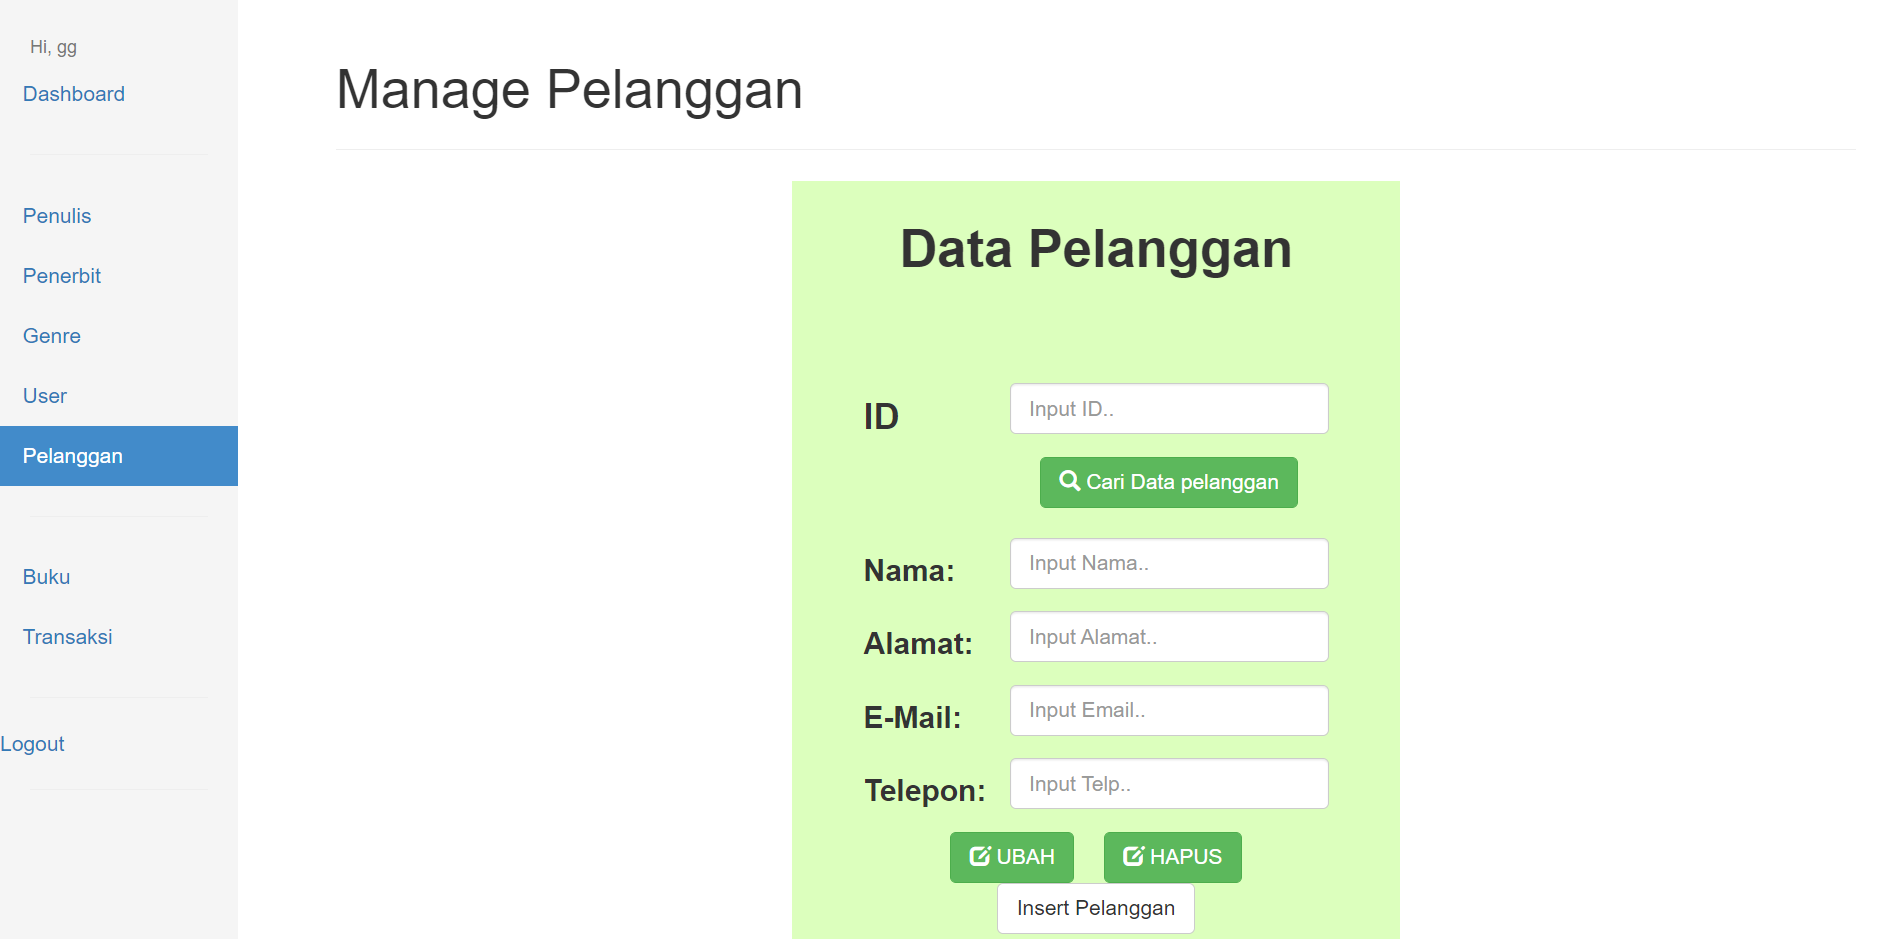 Hi, gg
Dashboard
Penulis
Penerbit
Genre
User
Pelanggan
Buku
Transaksi
Logout
Manage Pelanggan
Data Pelanggan
ID Input ID..
Cari Data pelanggan
Nama: Input Nama..
Alamat: Input Alamat..
E-Mail: Input Email..
Telepon: Input Telp..
UBAH HAPUS
Insert Pelanggan